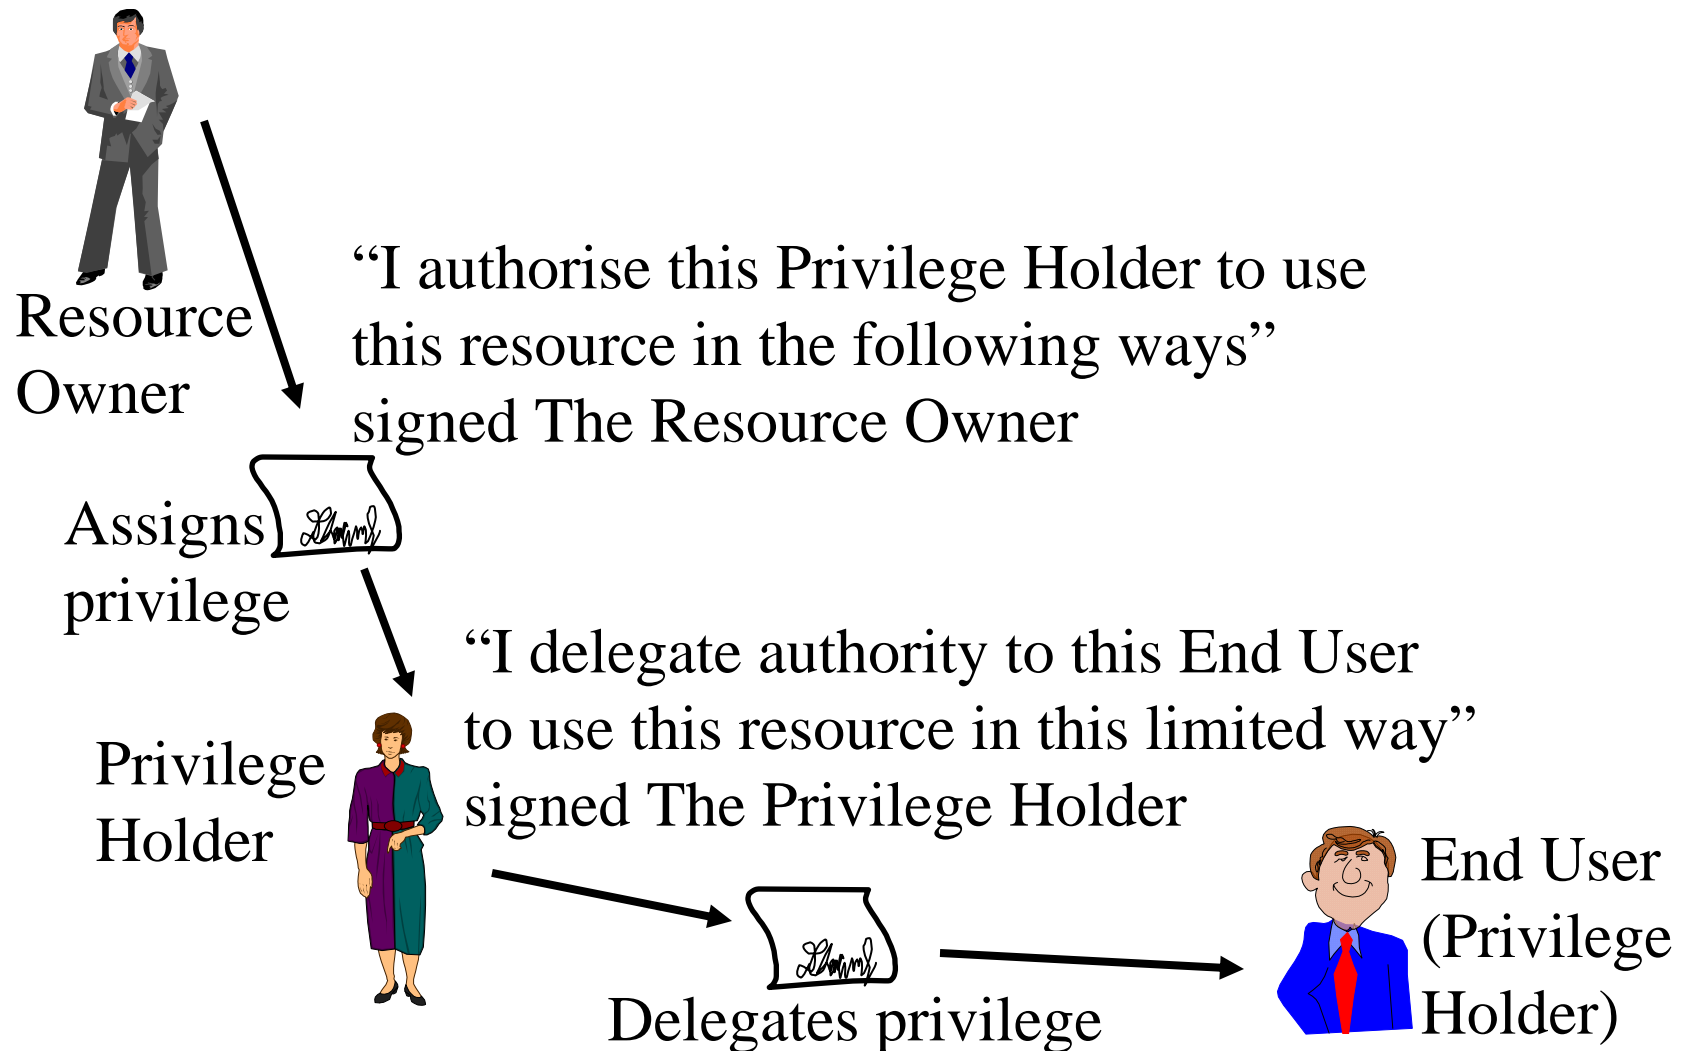 Resource
Owner
“I authorise this Privilege Holder to use
this resource in the following ways”
signed The Resource Owner
Assigns
privilege
“I delegate authority to this End User
to use this resource in this limited way”
signed The Privilege Holder
Privilege
Holder
End User
(Privilege
Holder)
Delegates privilege